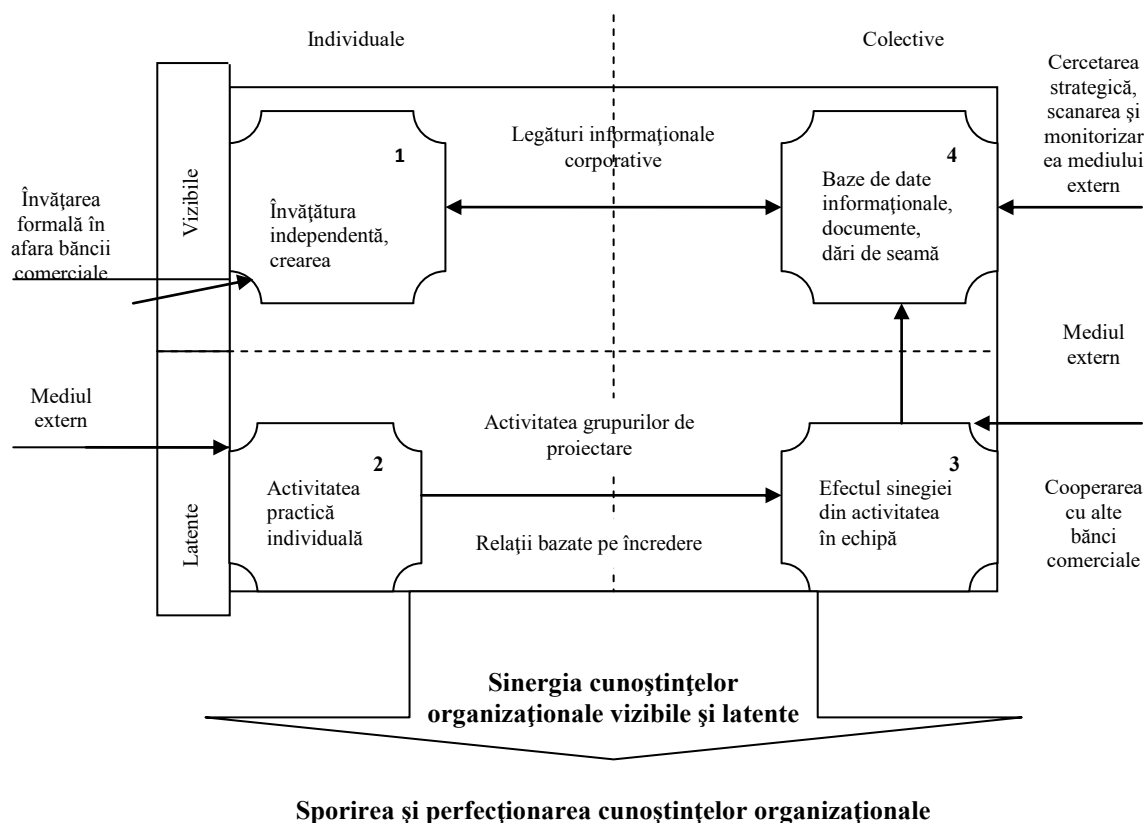 Individuale
Colective
Cercetarea
strategică,
scanarea şi
monitorizar
ea mediului
extern
Vizibile
1
Învăţătura
independentă,
crearea
Legături informaţionale
corporative
4
Baze de date
informaţionale,
documente,
dări de seamă
Învăţarea
formală în
afara băncii
comerciale
Mediul
extern
Mediul
extern
Latente
2
Activitatea
practică
individuală
Activitatea grupurilor de
proiectare
Relaţii bazate pe încredere
3
Efectul sinegiei
din activitatea
în echipă
Cooperarea
cu alte
bănci
comerciale
Sinergia cunoştinţelor
organizaţionale vizibile şi latente
Sporirea şi perfecţionarea cunoştinţelor organizaţionale